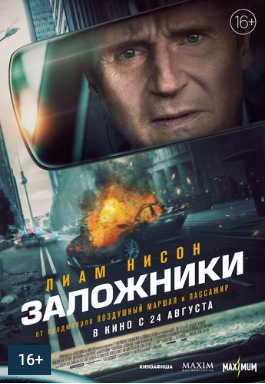 16+
ЛИАМ НИСОН
ЗАЛОЖНИКИ
от продюсеров ВОЗДУШНЫЙ МАРШАЛ и ПАССАЖИР
В КИНО С 24 АВГУСТА
16+
КИНОАФИША MAXIM MAXIMUM